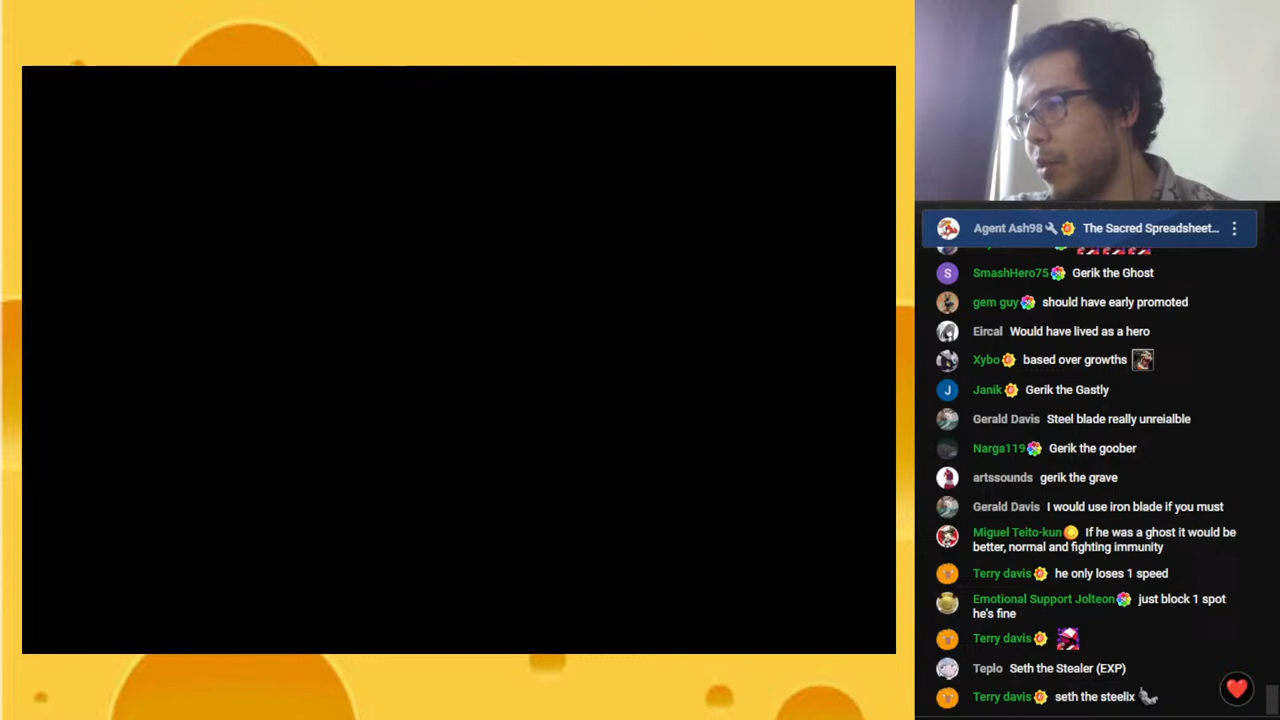 Agent Ash98 The Sacred Spreadsheet...
S SmashHero75 Gerik the Ghost
gem guy should have early promoted
Eircal Would have lived as a hero
Xybo based over growths
J Janik Gerik the Gastly
Gerald Davis Steel blade really unreialble
Narga119 Gerik the goober
artssounds gerik the grave
Gerald Davis I would use iron blade if you must
Miguel Teito-kun If he was a ghost it would be
better, normal and fighting immunity
Terry davis he only loses 1 speed
Emotional Support Jolteon just block 1 spot
he's fine
Terry davis
Teplo Seth the Stealer (EXP)
Terry davis seth the steelix